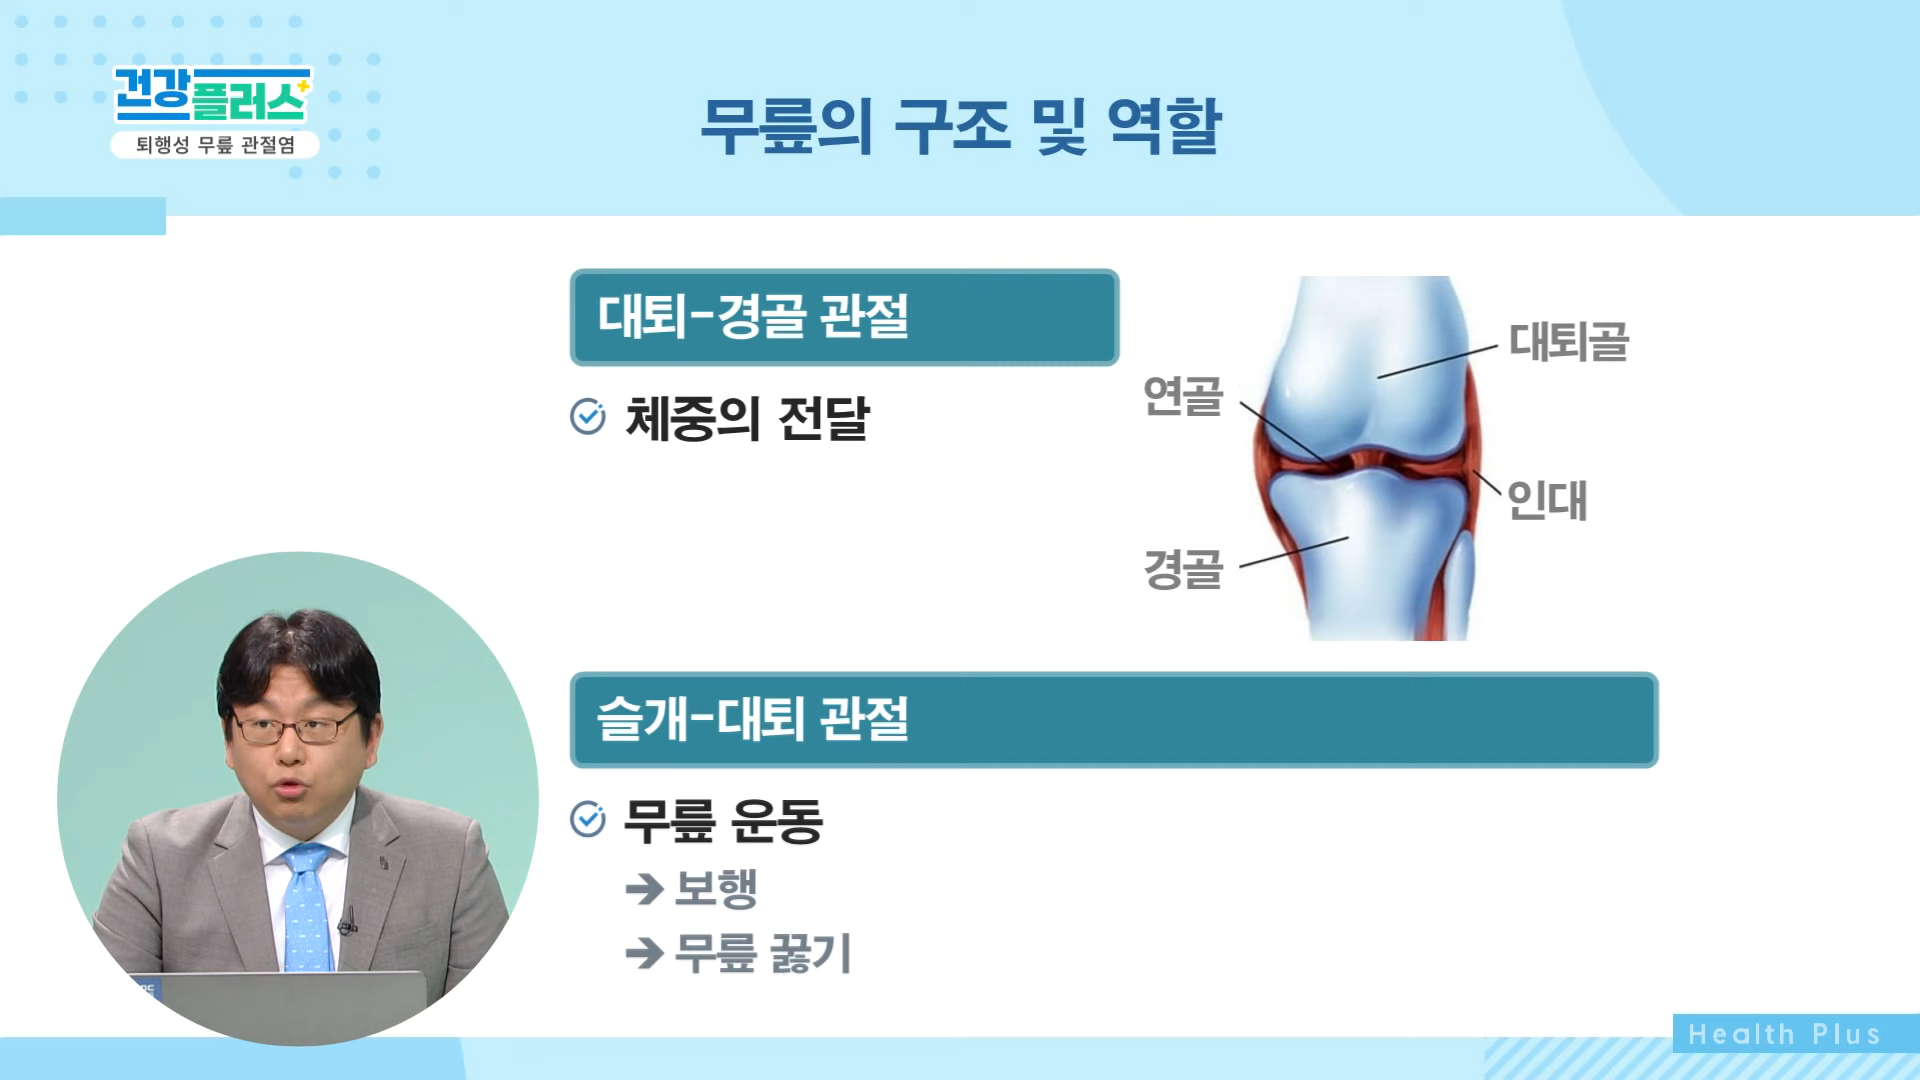 건강플러스+
퇴행성 무릎 관절염
무릎의 구조 및 역할
대퇴-경골 관절
체중의 전달
대퇴골
연골
인대
경골
슬개-대퇴 관절
무릎 운동
→ 보행
→ 무릎 꿇기
Health Plus